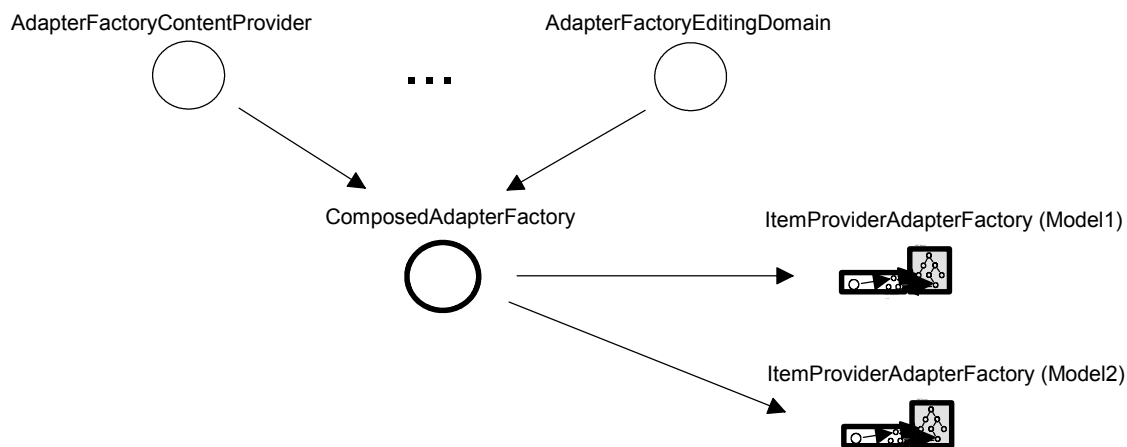 AdapterFactoryContentProvider
AdapterFactoryEditingDomain
...
ComposedAdapterFactory
ItemProviderAdapterFactory (Model1)
ItemProviderAdapterFactory (Model2)